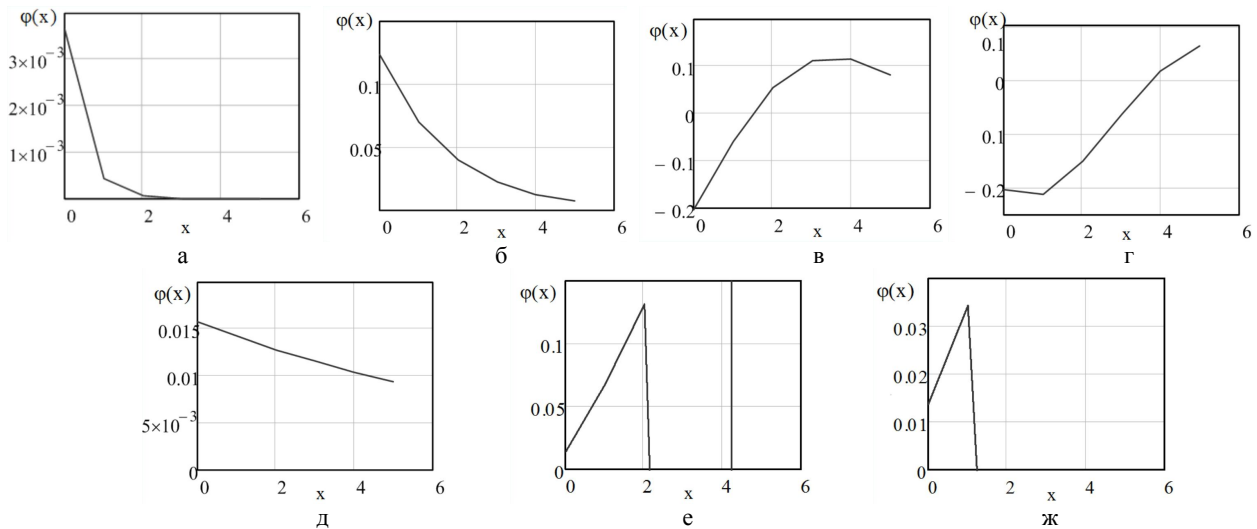 φ(x) φ(x) φ(x) φ(x)
3×10⁻³ 0.1 0.1 0.1
2×10⁻³ 0.05 0 0
1×10⁻³ − 0.1 0.1
− 0.2 − 0.2
0 2 4 6 0 2 4 6 0 2 4 6 0 2 4 6
x x x x
а б в г
φ(x) φ(x) φ(x)
0.015 0.1 0.03
0.01 0.05 0.02
5×10⁻³ 0.01
0 0 0
0 2 4 6 0 2 4 6 0 2 4 6
x x x
д е ж